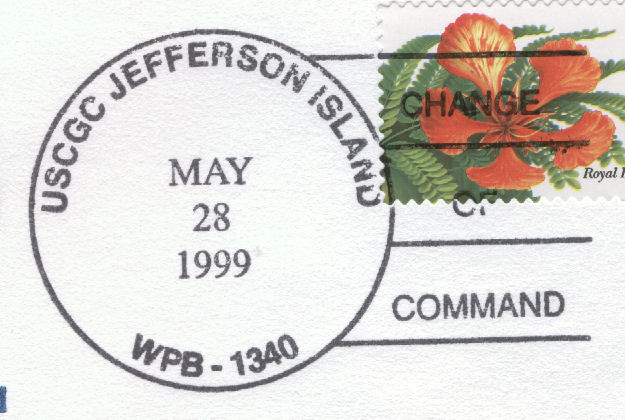 USCGC JEFFERSON ISLAND
MAY
28
1999
WPB - 1340
CHANGE
OF
COMMAND
Royal